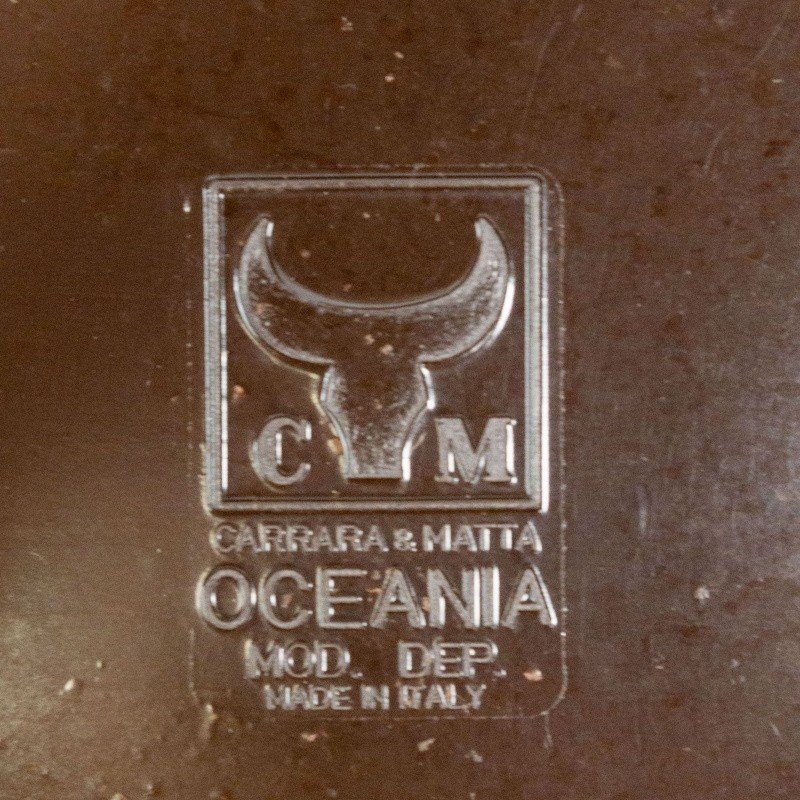 C M
CARRARA & MATTA
OCEANIA
MOD. DEP.
MADE IN ITALY